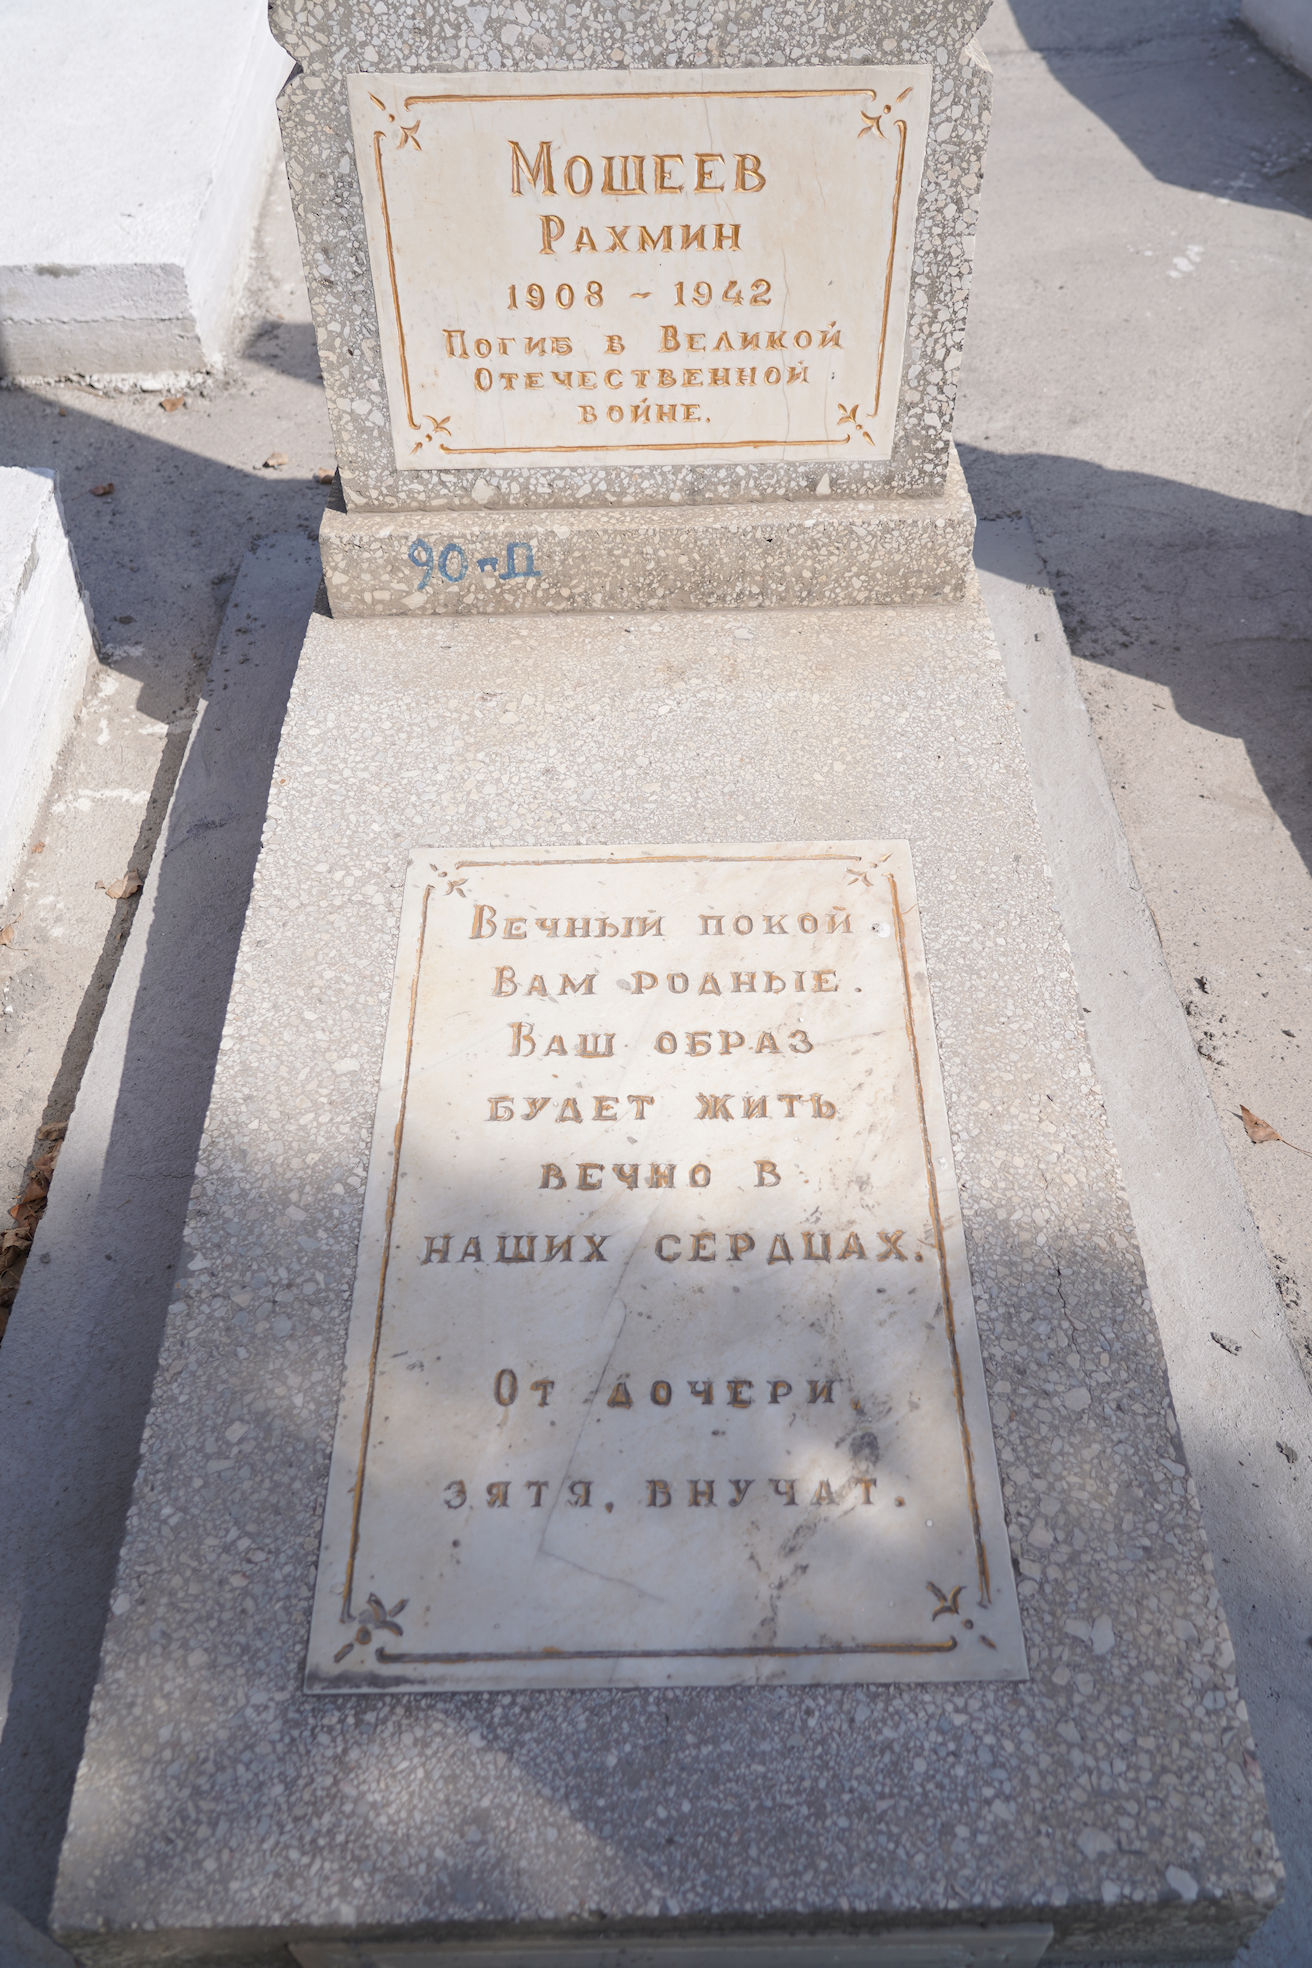 Мошеев
Рахмин
1908 - 1942
Погиб в Великой
Отечественной
войне.
90-Д
Вечный покой
Вам родные.
Ваш образ
будет жить
вечно в
наших сердцах.
От дочери,
зятя, внучат.